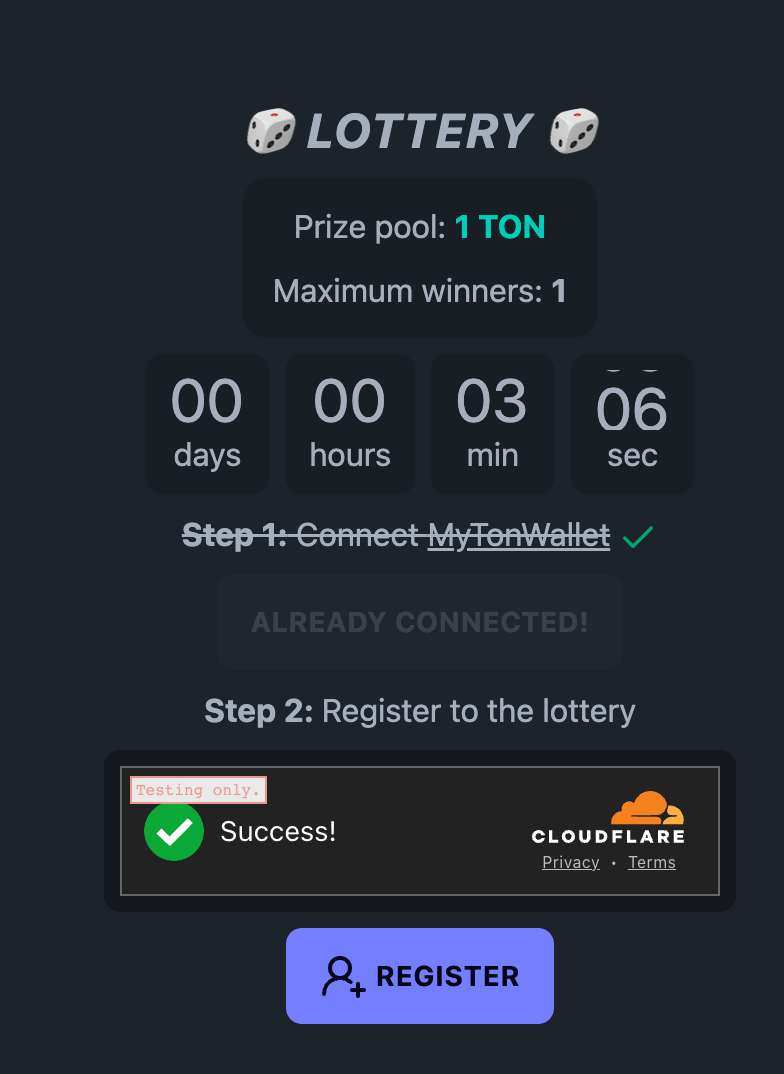 LOTTERY
Prize pool: 1 TON
Maximum winners: 1
00 00 03 06
days hours min sec
Step 1: Connect MyTonWallet
ALREADY CONNECTED!
Step 2: Register to the lottery
Testing only.
Success!
CLOUDFLARE
Privacy • Terms
REGISTER